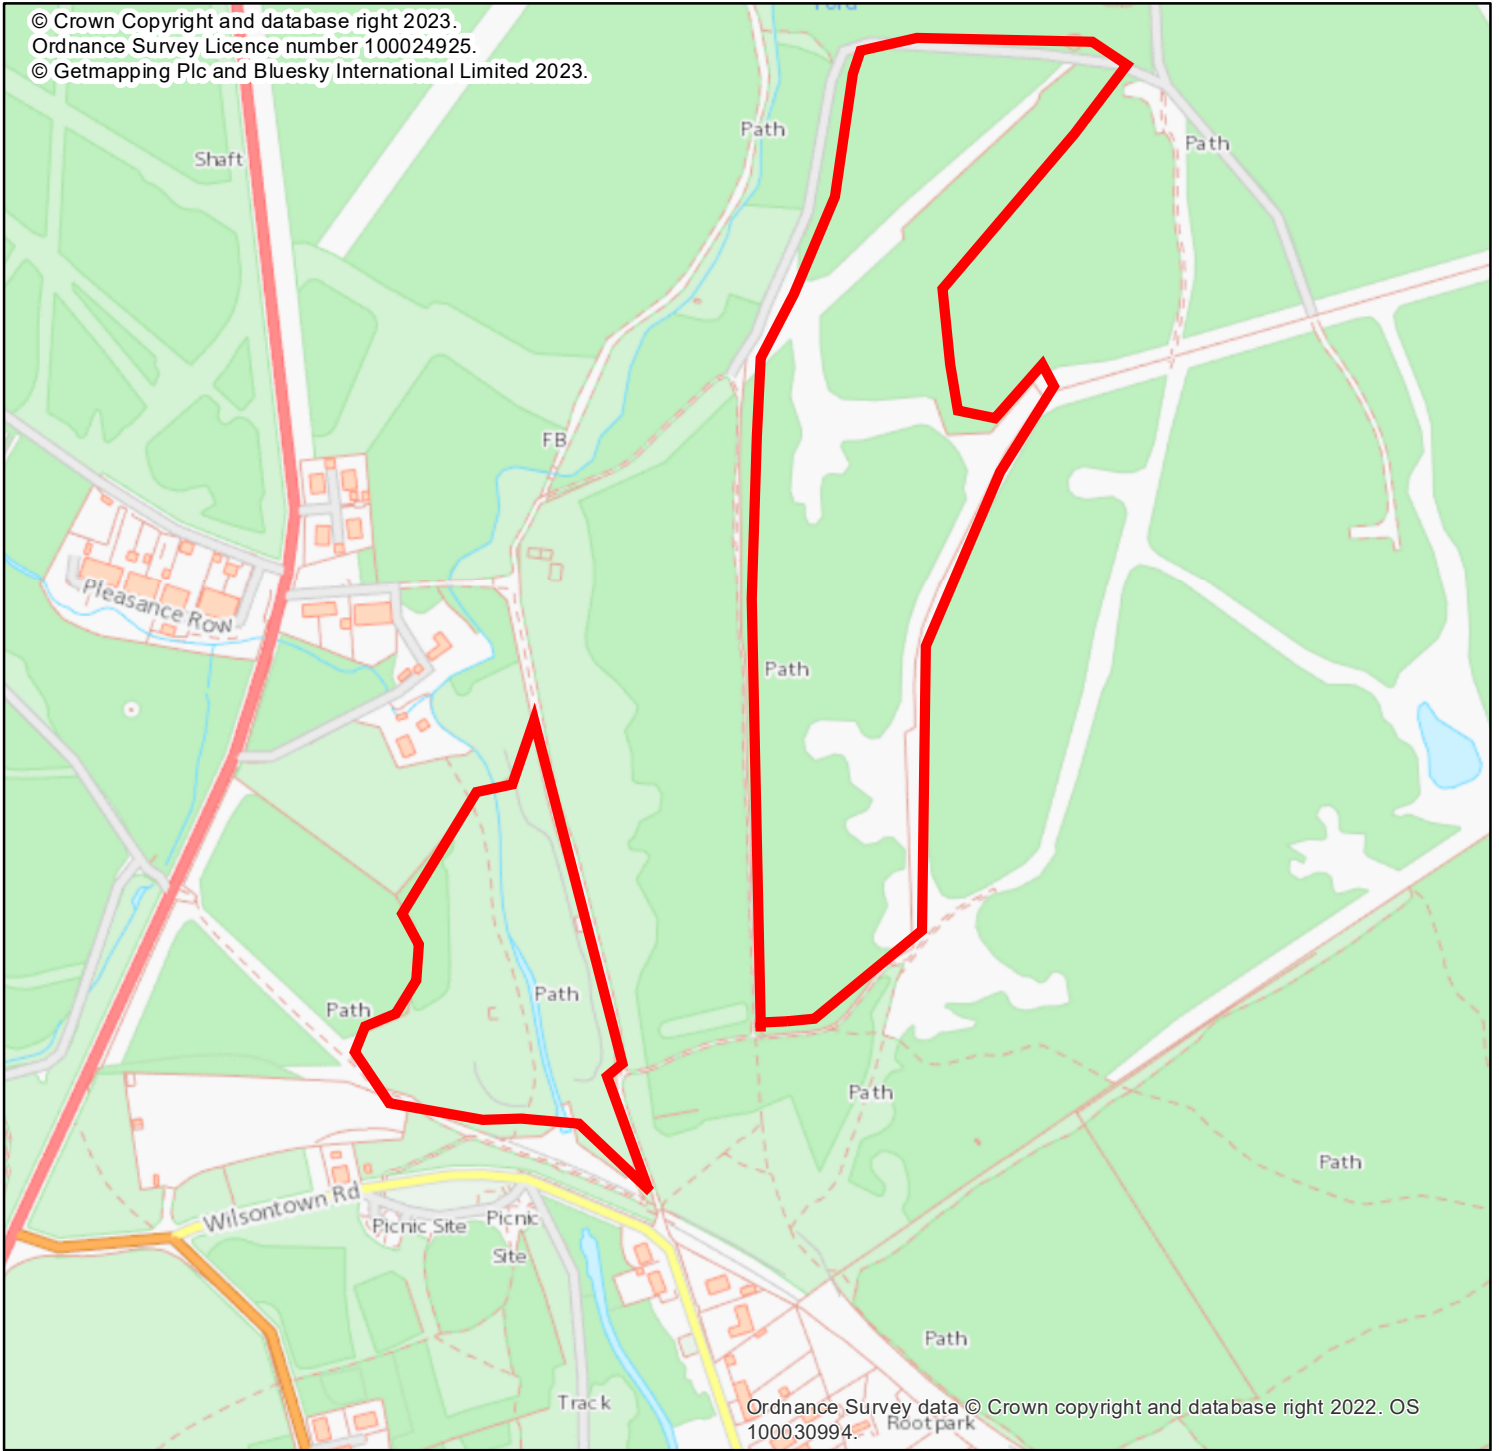 © Crown Copyright and database right 2023.
Ordnance Survey Licence number 100024925.
© Getmapping Plc and Bluesky International Limited 2023.
Path
Shaft
Path
FB
Pleasance Row
Path
Path
Path
Path
Path
Wilsontown Rd
Picnic Site
Picnic
Site
Path
Track
Ordnance Survey data © Crown copyright and database right 2022. OS
100030994.
Rootpark